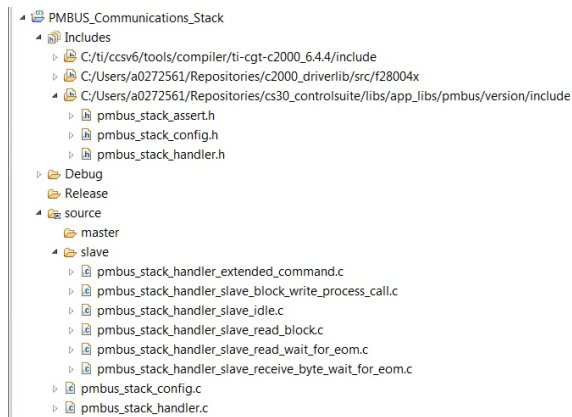 PMBUS_Communications_Stack
Includes
C:/ti/ccsv6/tools/compiler/ti-cgt-c2000_6.4.4/include
C:/Users/a0272561/Repositories/c2000_driverlib/src/f28004x
C:/Users/a0272561/Repositories/cs30_controlsuite/libs/app_libs/pmbus/version/include
pmbus_stack_assert.h
pmbus_stack_config.h
pmbus_stack_handler.h
Debug
Release
source
master
slave
pmbus_stack_handler_extended_command.c
pmbus_stack_handler_slave_block_write_process_call.c
pmbus_stack_handler_slave_idle.c
pmbus_stack_handler_slave_read_block.c
pmbus_stack_handler_slave_read_wait_for_eom.c
pmbus_stack_handler_slave_receive_byte_wait_for_eom.c
pmbus_stack_config.c
pmbus_stack_handler.c